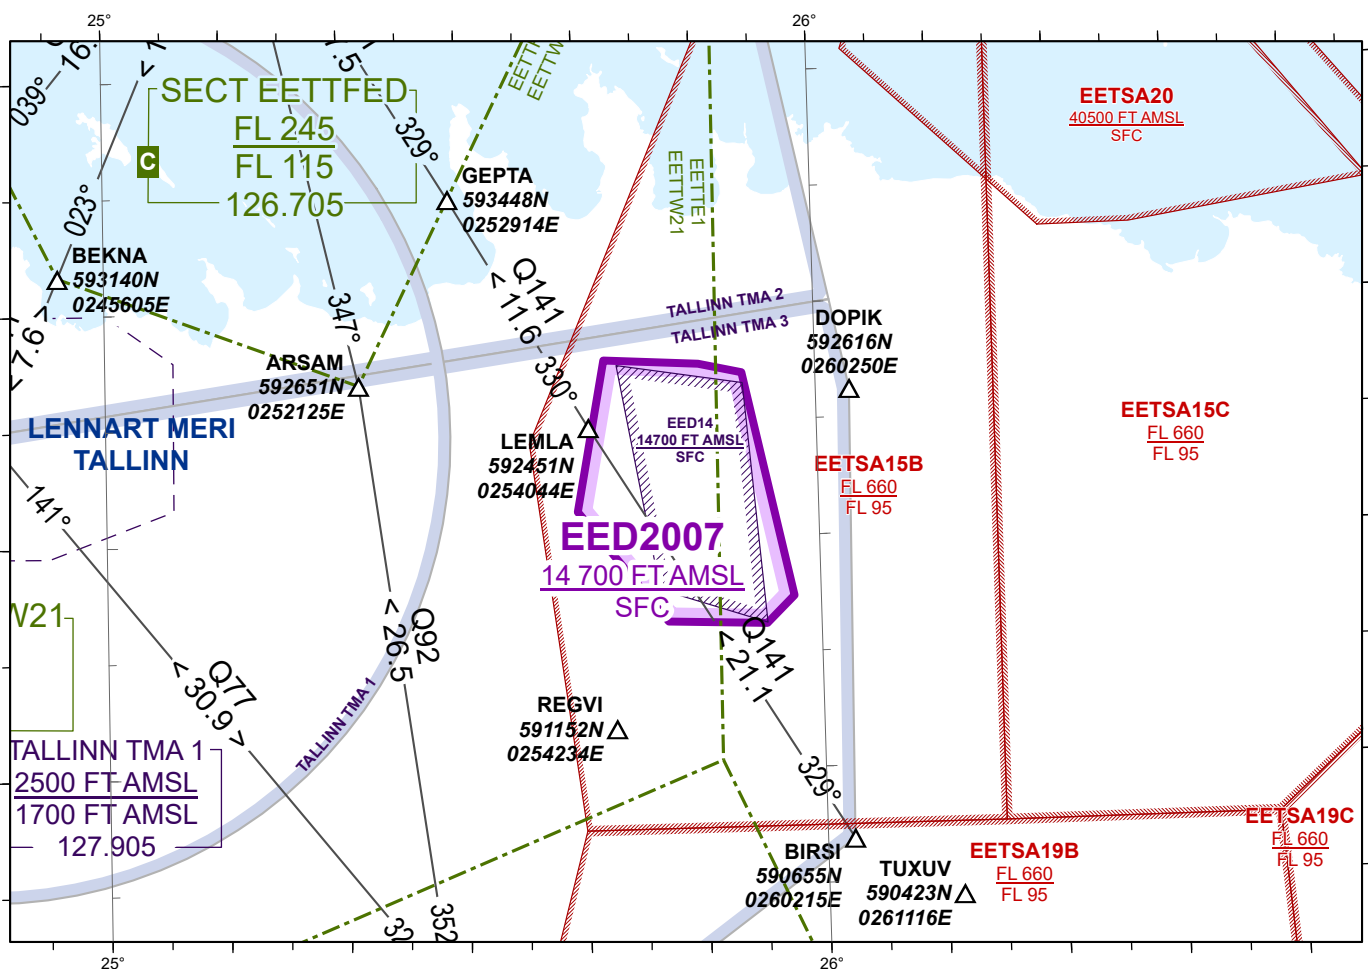 25°
26°
039°
16.
7.5
SECT EETTFED
FL 245
FL 115
126.705
C
329°
EETTW
EETTW21
EETTE1
EETSA20
40500 FT AMSL
SFC
GEPTA
593448N
0252914E
023°
BEKNA
593140N
0245605E
7.6 >
347°
Q141
< 11.6
330°
TALLINN TMA 2
TALLINN TMA 3
DOPIK
592616N
0260250E
ARSAM
592651N
0252125E
LENNART MERI
TALLINN
EED14
14700 FT AMSL
SFC
LEMLA
592451N
0254044E
EETSA15B
FL 660
FL 95
EETSA15C
FL 660
FL 95
141°
EED2007
14 700 FT AMSL
SFC
W21
Q92
< 26.5
Q141
< 21.1
Q77
< 30.9 >
TALLINN TMA 1
REGVI
591152N
0254234E
TALLINN TMA 1
2500 FT AMSL
1700 FT AMSL
127.905
329°
BIRSI
590655N
0260215E
TUXUV
590423N
0261116E
EETSA19B
FL 660
FL 95
EETSA19C
FL 660
FL 95
32
352
25°
26°